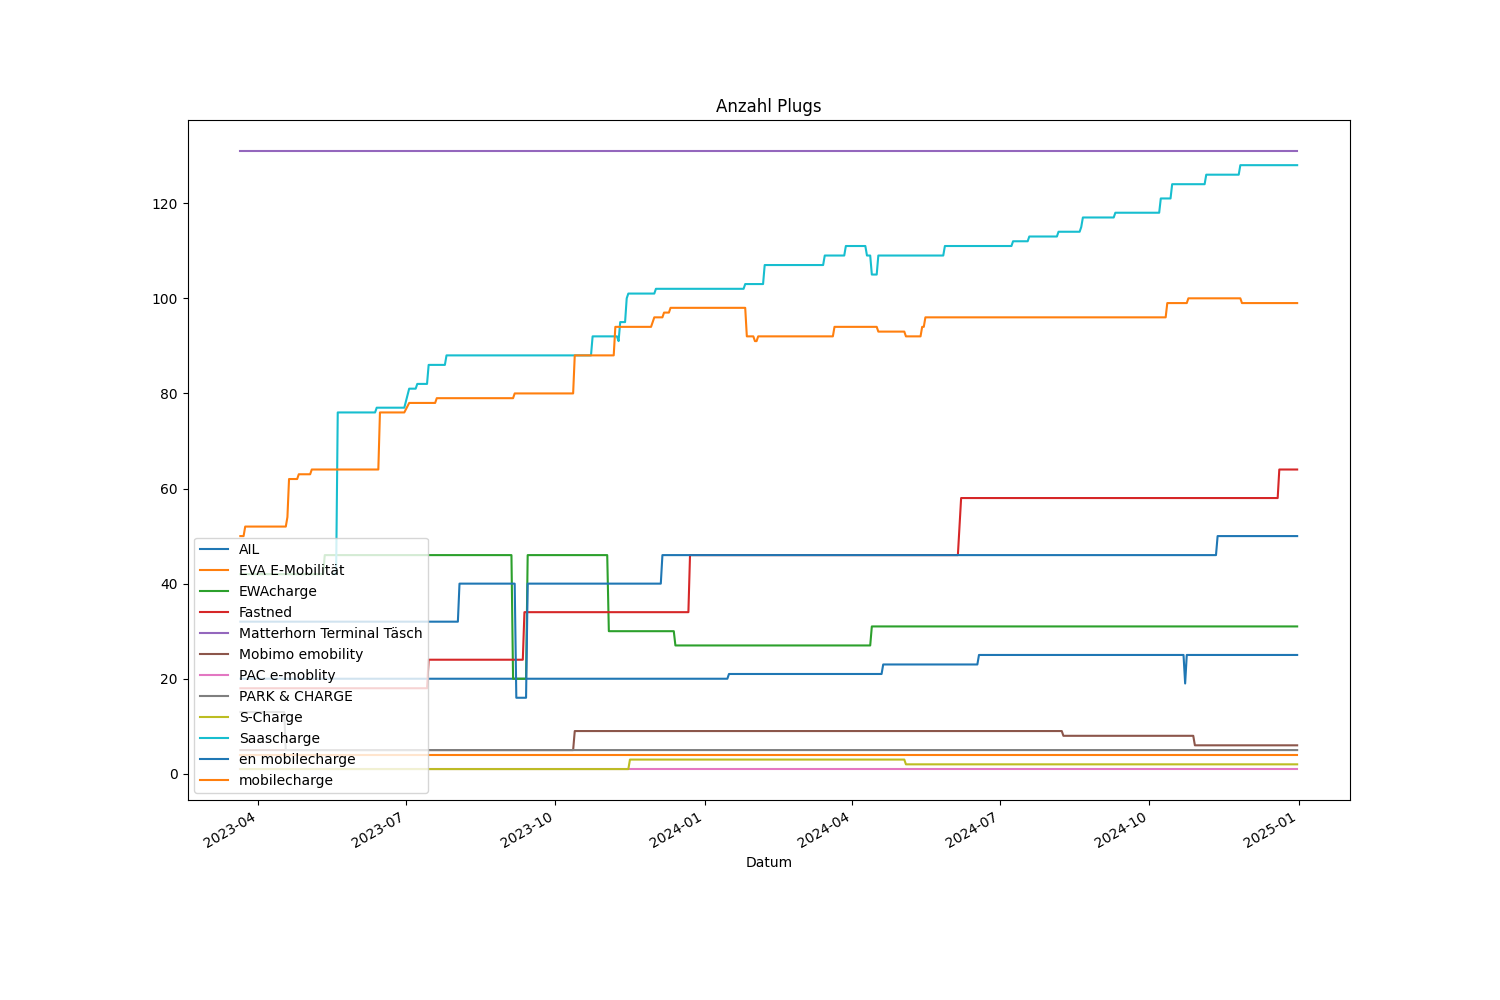 Anzahl Plugs
120
100
80
60
40
20
0
AIL
EVA E-Mobilität
EWAcharge
Fastned
Matterhorn Terminal Täsch
Mobimo emobility
PAC e-moblity
PARK & CHARGE
S-Charge
Saascharge
en mobilecharge
mobilecharge
2023-04
2023-07
2023-10
2024-01
2024-04
2024-07
2024-10
2025-01
Datum